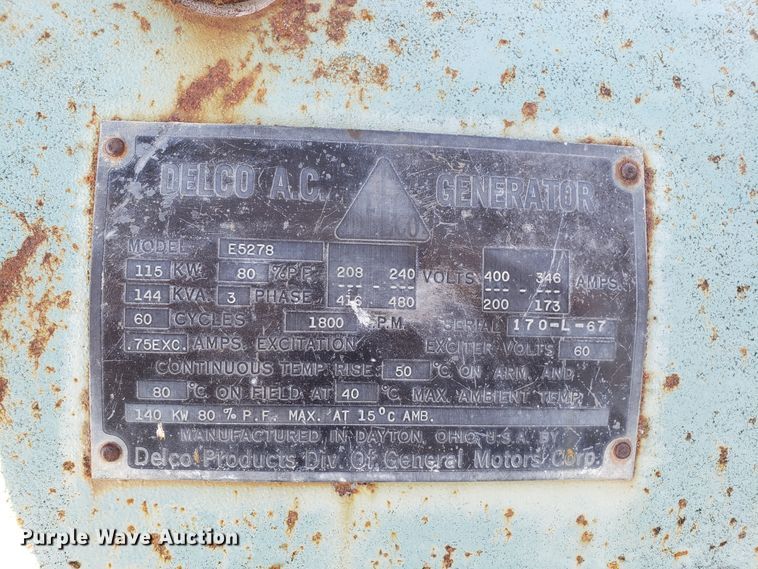 DELCO A.C. GENERATOR
DELCO
MODEL E5278
115 KW. 80 % P.F. 208 240 VOLTS 400 346 AMPS.
144 KVA. 3 PHASE 416 480 200 173
60 CYCLES 1800 R.P.M. SERIAL 170-L-67
.75EXC. AMPS. EXCITATION EXCITER VOLTS 60
CONTINUOUS TEMP. RISE 50 °C ON ARM. AND
80 °C ON FIELD AT 40 °C MAX. AMBIENT TEMP.
140 KW 80 % P.F. MAX. AT 15°C AMB.
MANUFACTURED IN DAYTON, OHIO, U.S.A. BY
Delco Products Div. Of General Motors Corp.
Purple Wave Auction